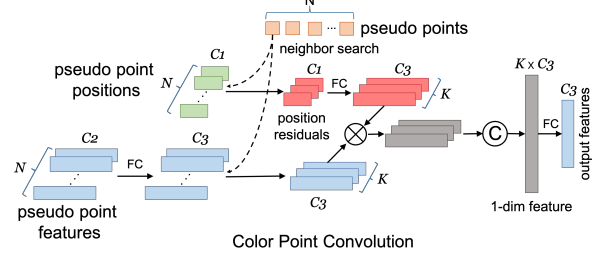 N
pseudo points
neighbor search
pseudo point
positions
N
C1
C1
FC
C3
K
position
residuals
K x C3
C3
C
FC
output features
N
C2
FC
C3
K
C3
pseudo point
features
1-dim feature
Color Point Convolution